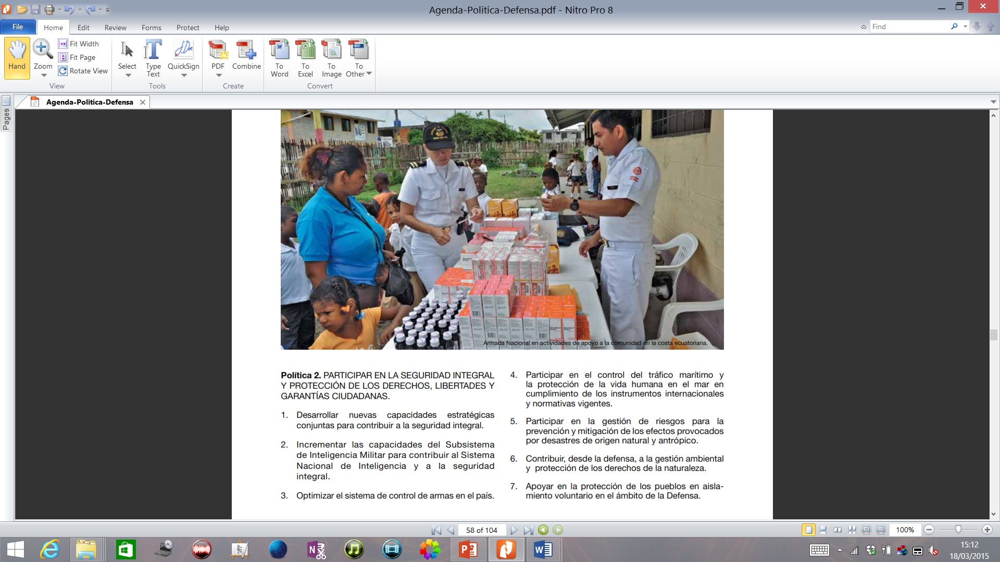 Agenda-Politica-Defensa.pdf - Nitro Pro 8
File Home Edit Review Forms Protect Help
Find
Hand
Zoom
Fit Width
Fit Page
Rotate View
View
Select
Type Text
QuickSign
Tools
PDF
Combine
Create
To Word
To Excel
To Image
To Other
Convert
Agenda-Politica-Defensa
Pages
Armada Nacional en actividades de apoyo a la comunidad en la costa ecuatoriana.
Política 2. PARTICIPAR EN LA SEGURIDAD INTEGRAL
Y PROTECCIÓN DE LOS DERECHOS, LIBERTADES Y
GARANTÍAS CIUDADANAS.
1. Desarrollar nuevas capacidades estratégicas
conjuntas para contribuir a la seguridad integral.
2. Incrementar las capacidades del Subsistema
de Inteligencia Militar para contribuir al Sistema
Nacional de Inteligencia y a la seguridad
integral.
3. Optimizar el sistema de control de armas en el país.
4. Participar en el control del tráfico marítimo y
la protección de la vida humana en el mar en
cumplimiento de los instrumentos internacionales
y normativas vigentes.
5. Participar en la gestión de riesgos para la
prevención y mitigación de los efectos provocados
por desastres de origen natural y antrópico.
6. Contribuir, desde la defensa, a la gestión ambiental
y protección de los derechos de la naturaleza.
7. Apoyar en la protección de los pueblos en aisla-
miento voluntario en el ámbito de la Defensa.
58 of 104
100%
15:12
18/03/2015